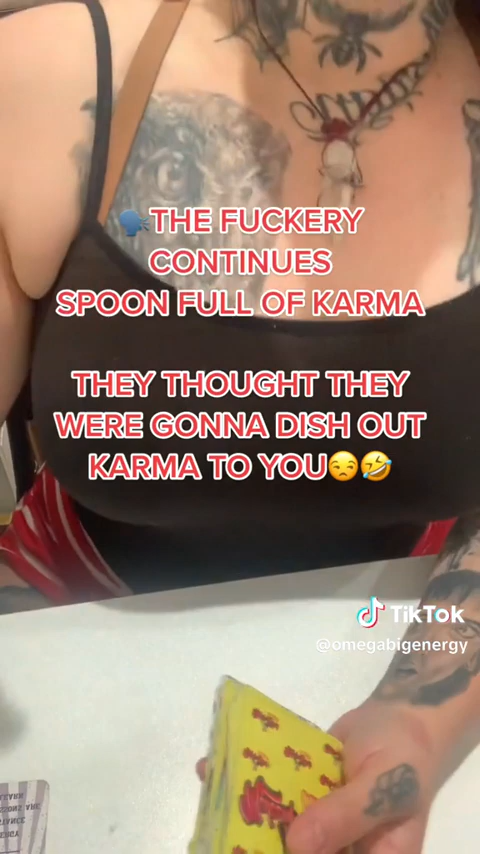 🗣️THE FUCKERY
CONTINUES
SPOON FULL OF KARMA
THEY THOUGHT THEY
WERE GONNA DISH OUT
KARMA TO YOU😒🤣
TikTok
@omegabigenergy